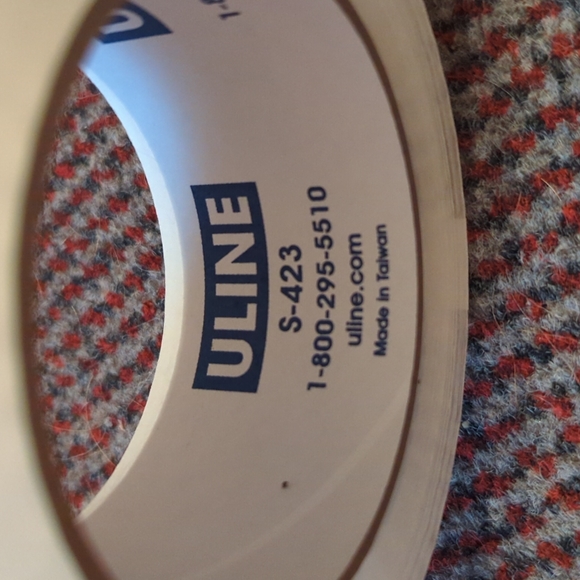 ULINE
S-423
1-800-295-5510
uline.com
Made in Taiwan